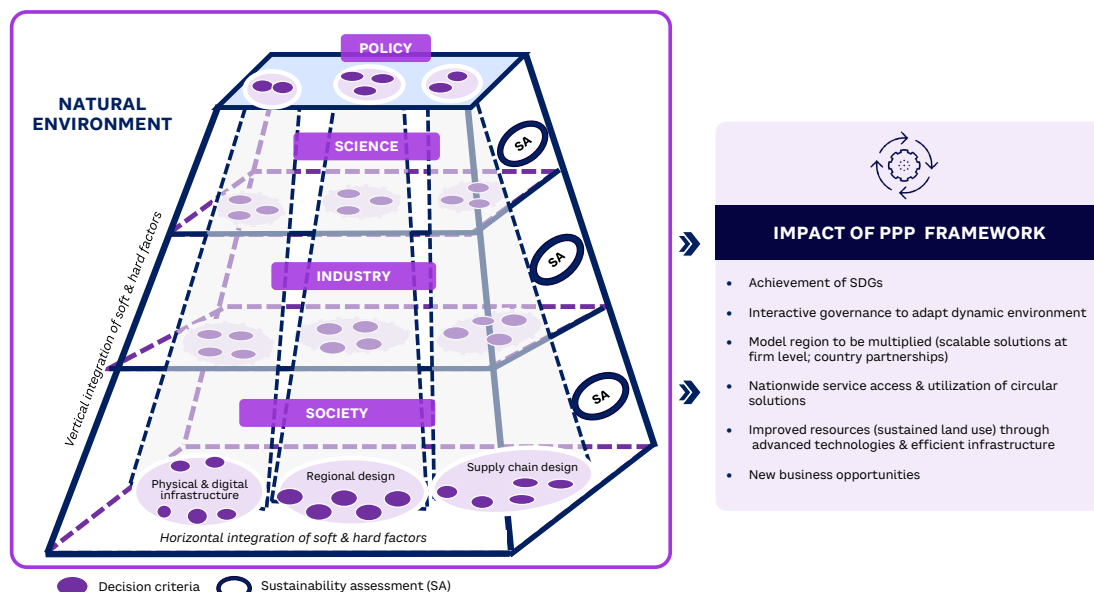 POLICY
NATURAL
ENVIRONMENT
SCIENCE
SA
INDUSTRY
SA
SOCIETY
SA
Vertical integration of soft & hard factors
Physical & digital
infrastructure
Regional design
Supply chain design
Horizontal integration of soft & hard factors
Decision criteria
Sustainability assessment (SA)
IMPACT OF PPP FRAMEWORK
• Achievement of SDGs
• Interactive governance to adapt dynamic environment
• Model region to be multiplied (scalable solutions at
firm level; country partnerships)
• Nationwide service access & utilization of circular
solutions
• Improved resources (sustained land use) through
advanced technologies & efficient infrastructure
• New business opportunities